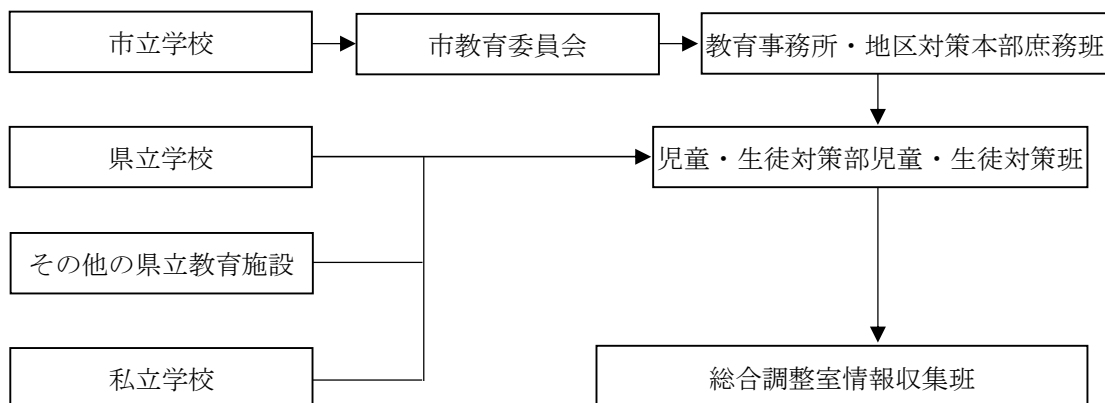 市立学校
市教育委員会
教育事務所・地区対策本部庶務班
県立学校
児童・生徒対策部児童・生徒対策班
その他の県立教育施設
私立学校
総合調整室情報収集班